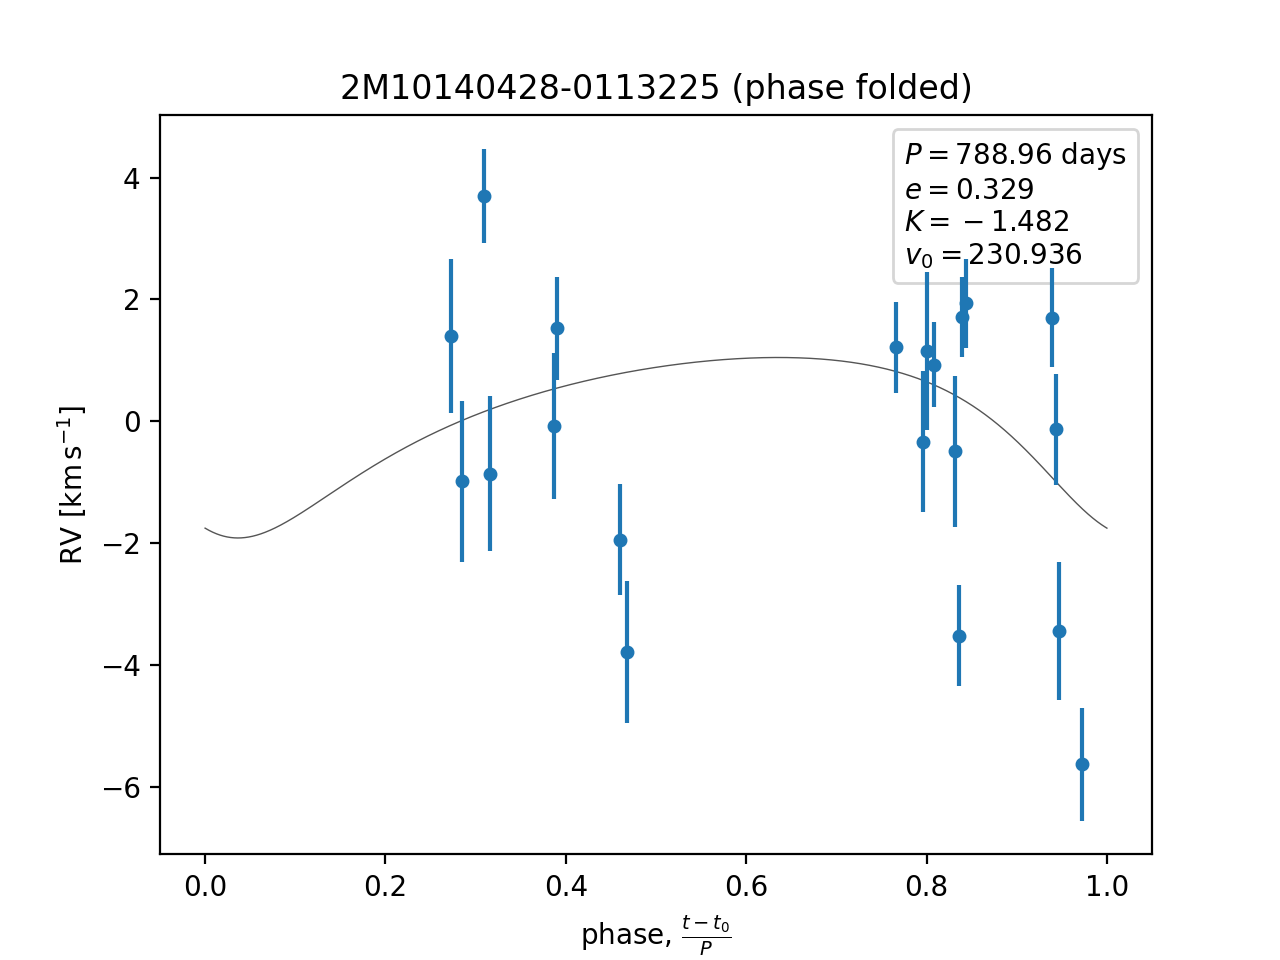 2M10140428-0113225 (phase folded)
P = 788.96 days
e = 0.329
K = −1.482
v₀ = 230.936
RV [km s⁻¹]
4
2
0
−2
−4
−6
0.0 0.2 0.4 0.6 0.8 1.0
phase, (t − t₀)/P